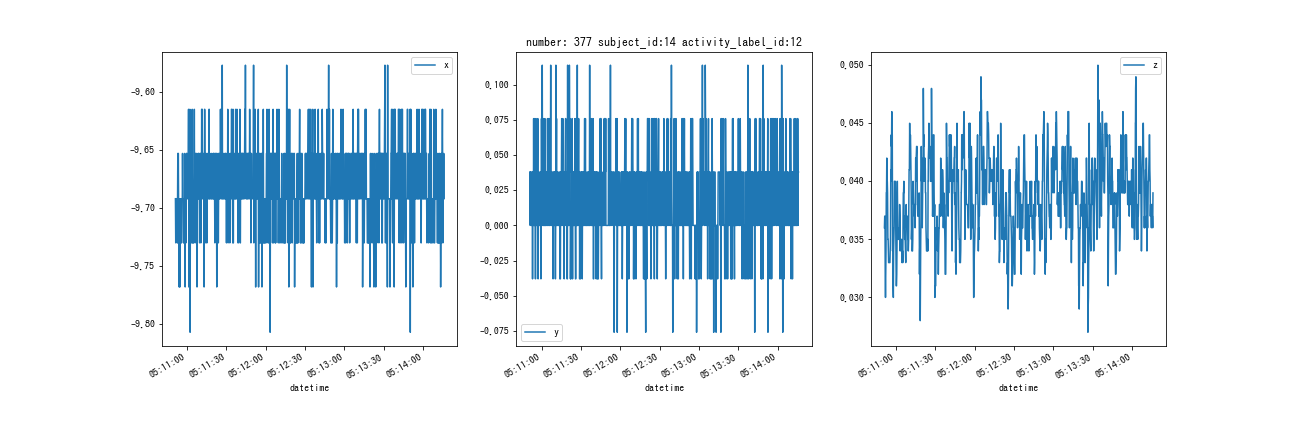 number: 377 subject_id:14 activity_label_id:12
x
-9.60
-9.65
-9.70
-9.75
-9.80
05:11:00 05:11:30 05:12:00 05:12:30 05:13:00 05:13:30 05:14:00
datetime
0.100
0.075
0.050
0.025
0.000
-0.025
-0.050
-0.075
y
05:11:00 05:11:30 05:12:00 05:12:30 05:13:00 05:13:30 05:14:00
datetime
z
0.050
0.045
0.040
0.035
0.030
05:11:00 05:11:30 05:12:00 05:12:30 05:13:00 05:13:30 05:14:00
datetime